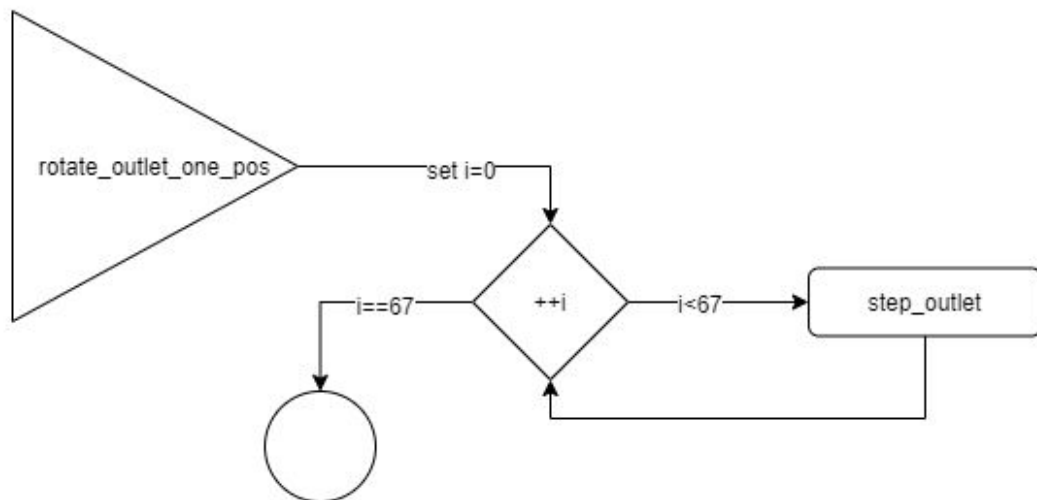 rotate_outlet_one_pos
set i=0
++i
i==67
i<67
step_outlet